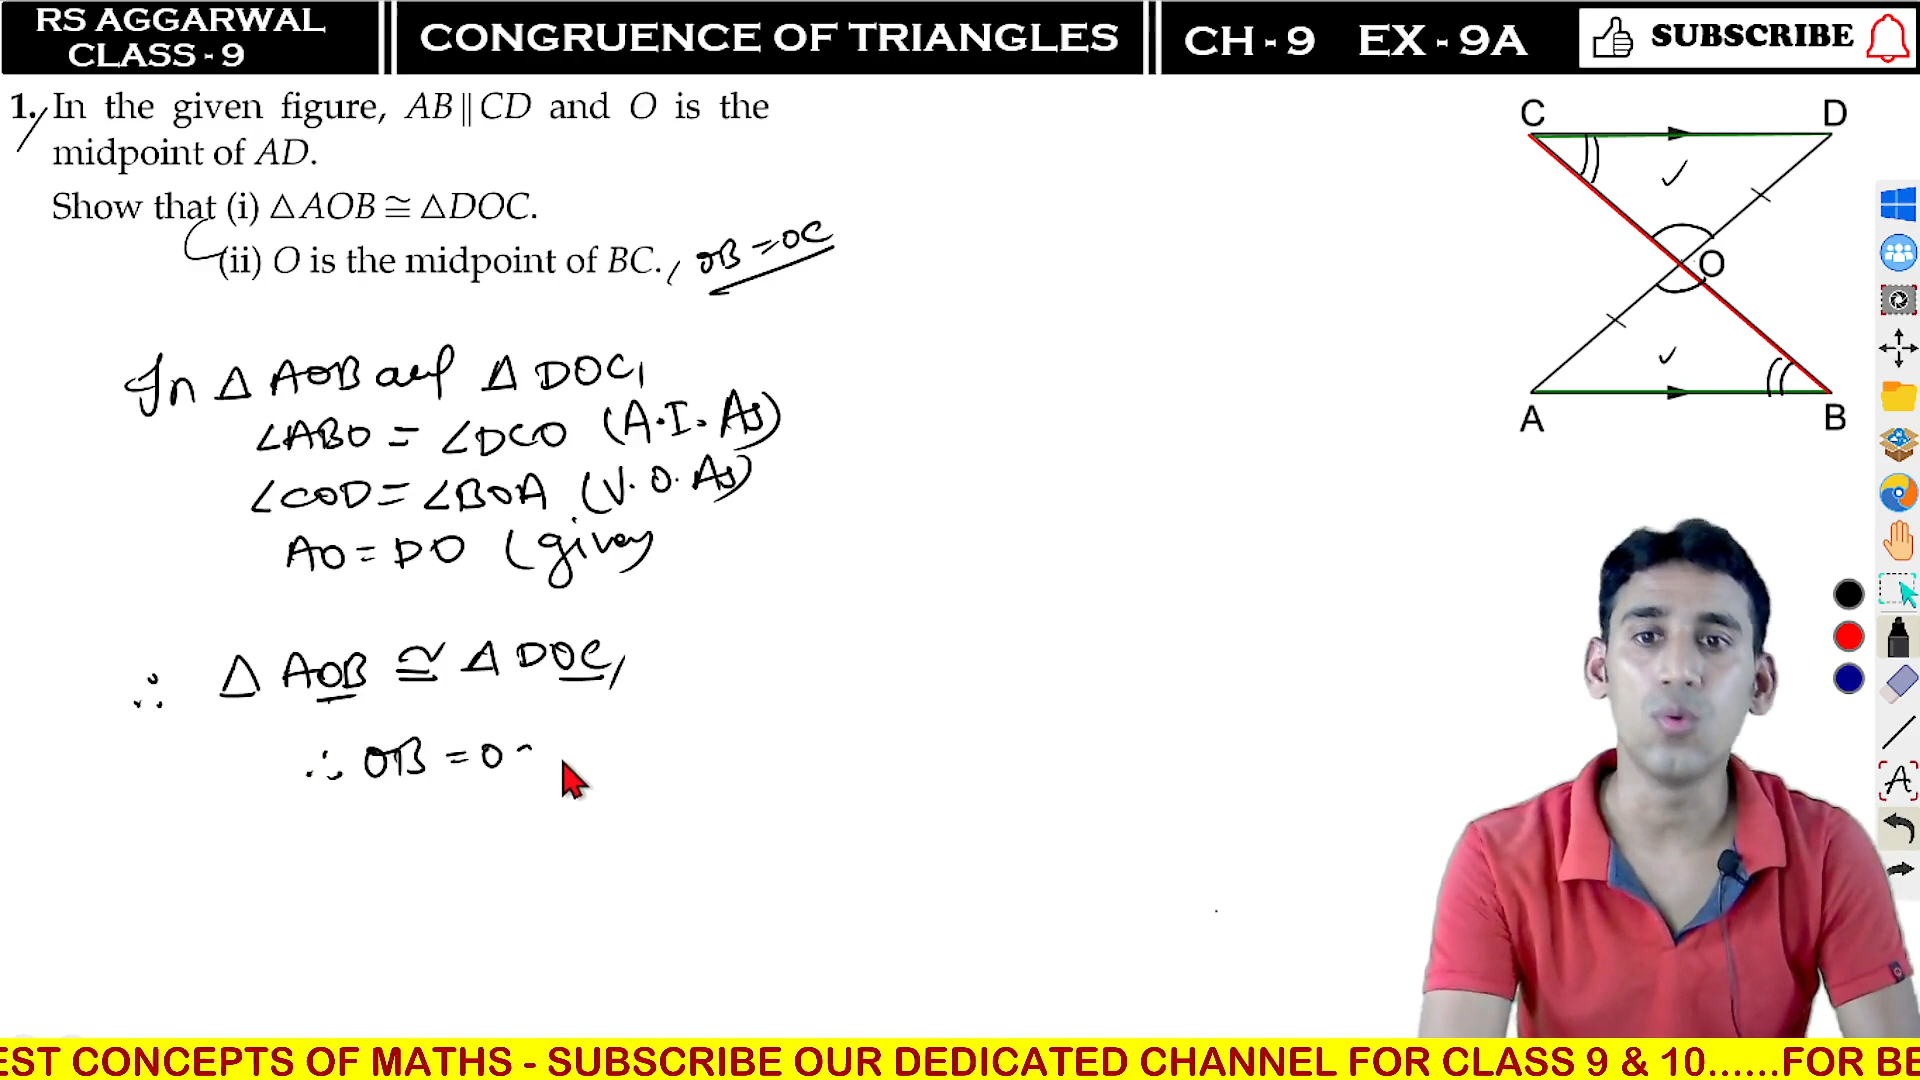 RS AGGARWAL
CLASS - 9
CONGRUENCE OF TRIANGLES
CH - 9 EX - 9A
SUBSCRIBE
1. In the given figure, AB || CD and O is the
midpoint of AD.
Show that (i) △AOB ≅ △DOC.
(ii) O is the midpoint of BC. OB = OC
C D
O
A B
In △ AOB and △ DOC,
∠ABO = ∠DCO (A.I.As)
∠COD = ∠BOA (V.O.As)
AO = DO (given)
∴ △ AOB ≅ △ DOC,
∴ OB = O
A
EST CONCEPTS OF MATHS - SUBSCRIBE OUR DEDICATED CHANNEL FOR CLASS 9 & 10......FOR BE